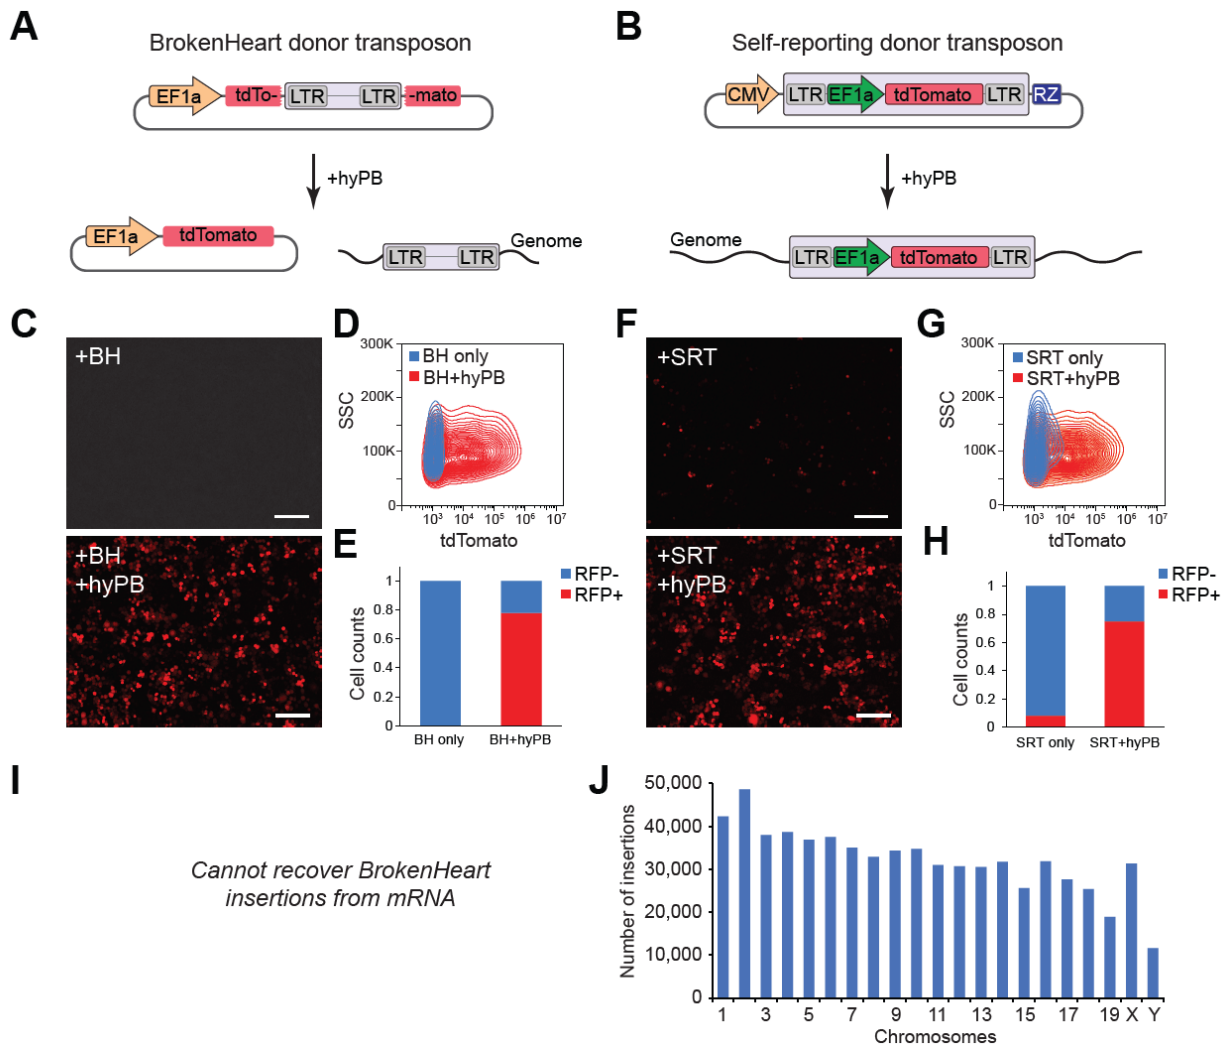 A
BrokenHeart donor transposon
EF1a
tdTo-
LTR
LTR
-mato
+hyPB
EF1a
tdTomato
LTR
LTR
Genome
B
Self-reporting donor transposon
CMV
LTR
EF1a
tdTomato
LTR
RZ
+hyPB
Genome
LTR
EF1a
tdTomato
LTR
C
+BH
+BH
+hyPB
D
300K
200K
100K
0
SSC
BH only
BH+hyPB
10³
10⁴
10⁵
10⁶
10⁷
tdTomato
E
RFP-
RFP+
1
0.8
0.6
0.4
0.2
0
Cell counts
BH only
BH+hyPB
F
+SRT
+SRT
+hyPB
G
300K
200K
100K
0
SSC
SRT only
SRT+hyPB
10³
10⁴
10⁵
10⁶
10⁷
tdTomato
H
RFP-
RFP+
1
0.8
0.6
0.4
0.2
0
Cell counts
SRT only
SRT+hyPB
I
Cannot recover BrokenHeart
insertions from mRNA
J
50,000
40,000
30,000
20,000
10,000
0
Number of insertions
1
3
5
7
9
11
13
15
17
19
X
Y
Chromosomes